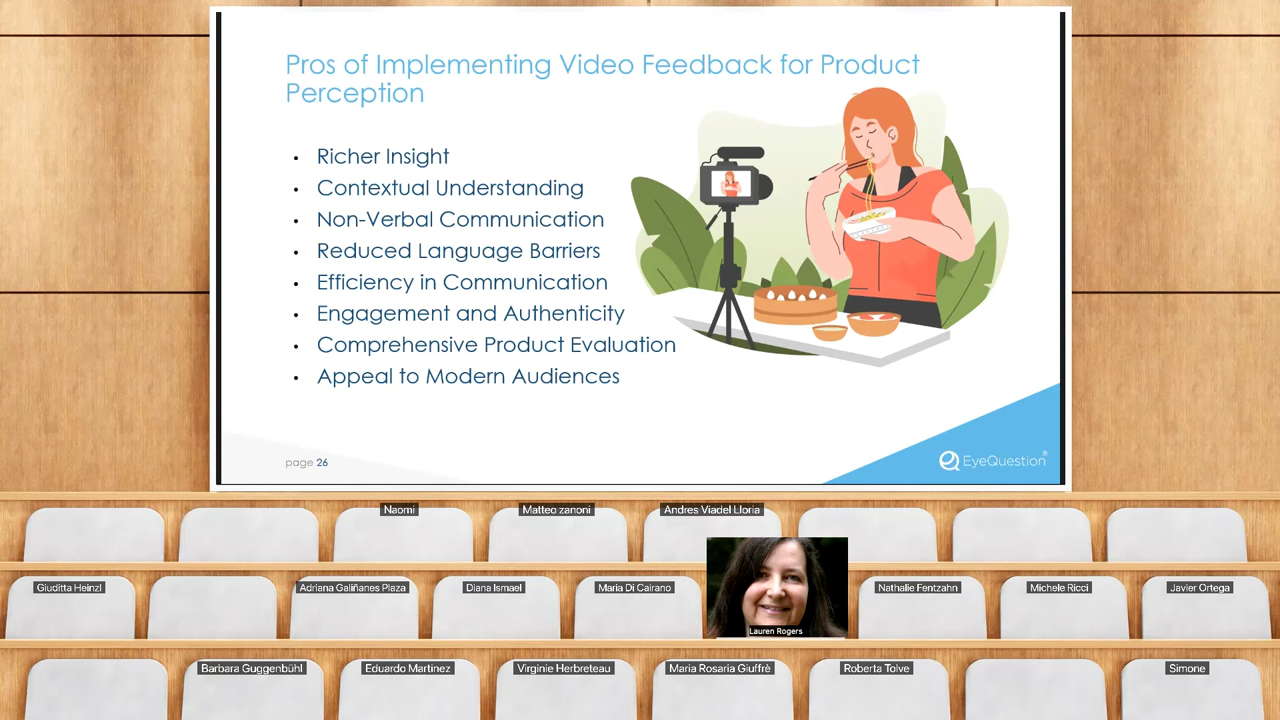 Pros of Implementing Video Feedback for Product
Perception
• Richer Insight
• Contextual Understanding
• Non-Verbal Communication
• Reduced Language Barriers
• Efficiency in Communication
• Engagement and Authenticity
• Comprehensive Product Evaluation
• Appeal to Modern Audiences
page 26
EyeQuestion®
Naomi
Matteo zanoni
Andres Viadel Lloria
Giuditta Heinzl
Adriana Galiñanes Plaza
Diana Ismael
Maria Di Cairano
Lauren Rogers
Nathalie Fentzahn
Michele Ricci
Javier Ortega
Barbara Guggenbühl
Eduardo Martinez
Virginie Herbreteau
Maria Rosaria Giuffrè
Roberta Tolve
Simone